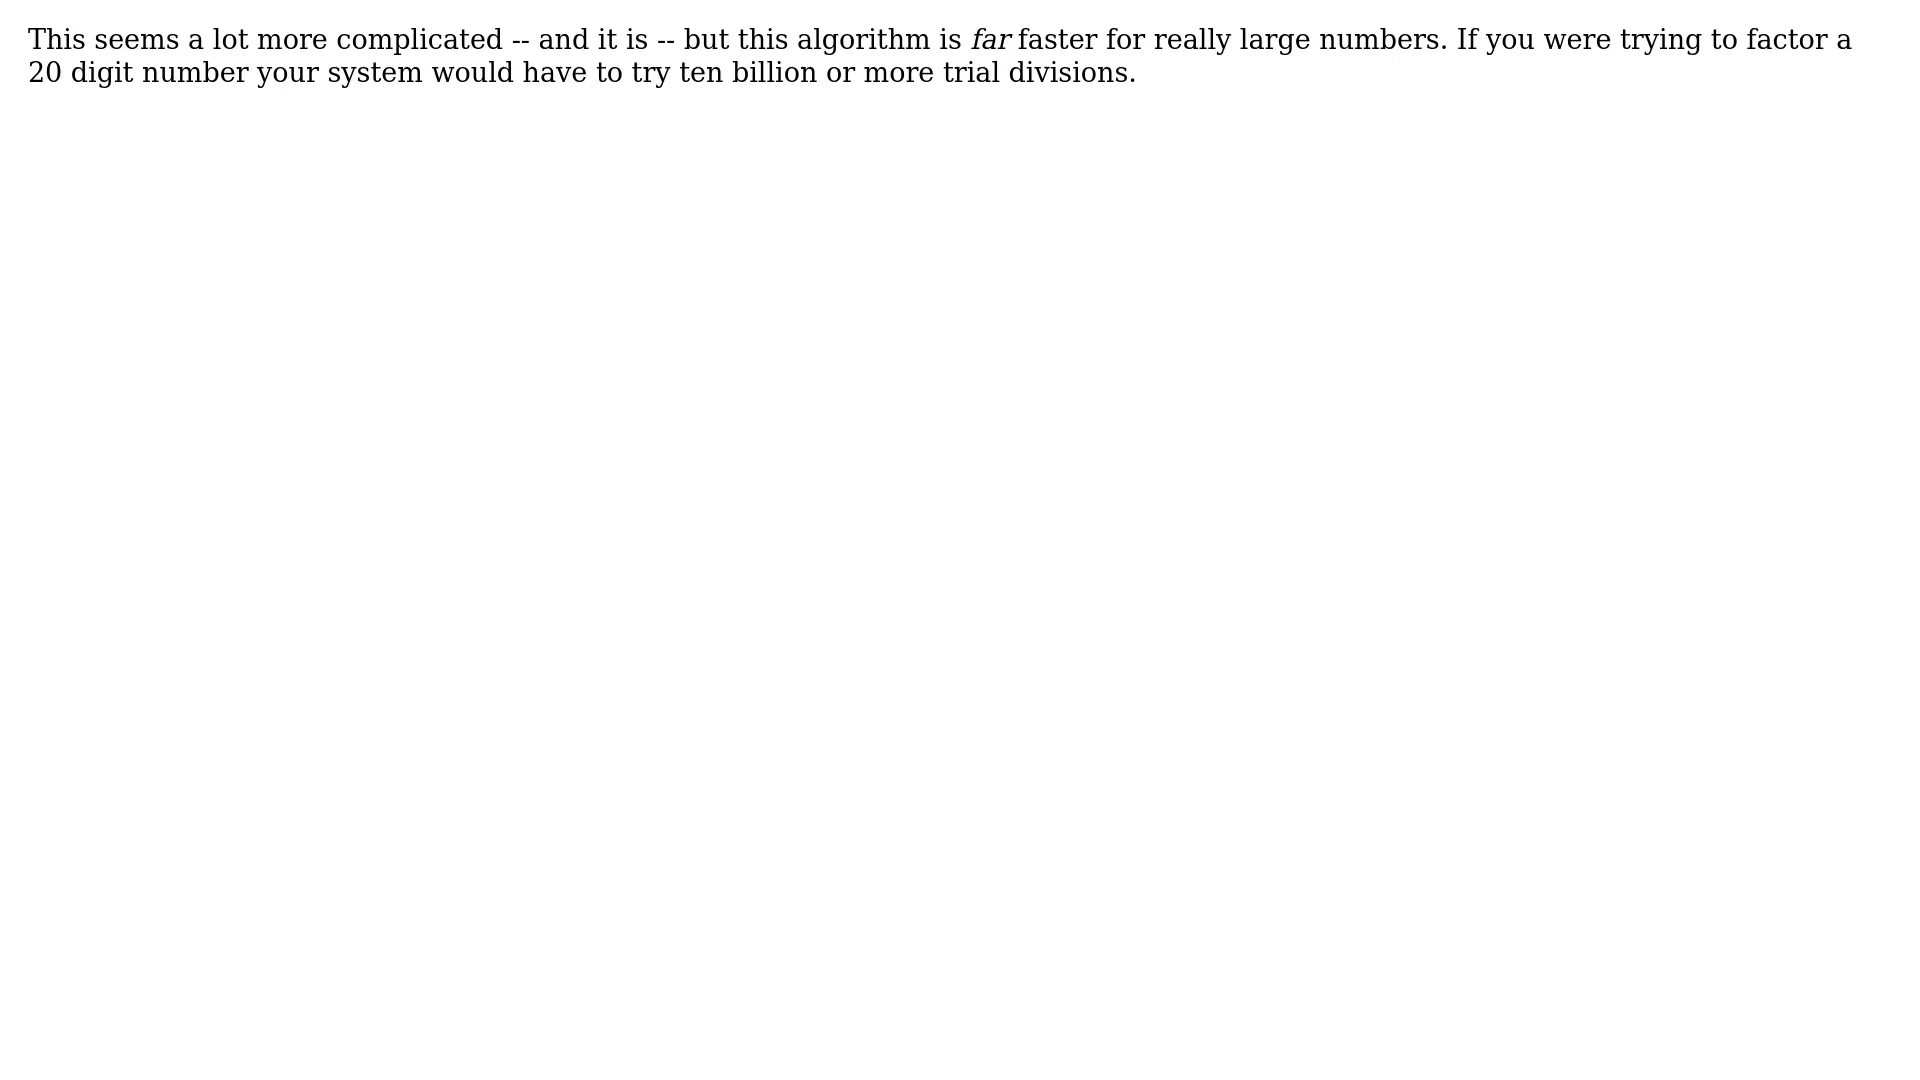 This seems a lot more complicated -- and it is -- but this algorithm is far faster for really large numbers. If you were trying to factor a
20 digit number your system would have to try ten billion or more trial divisions.